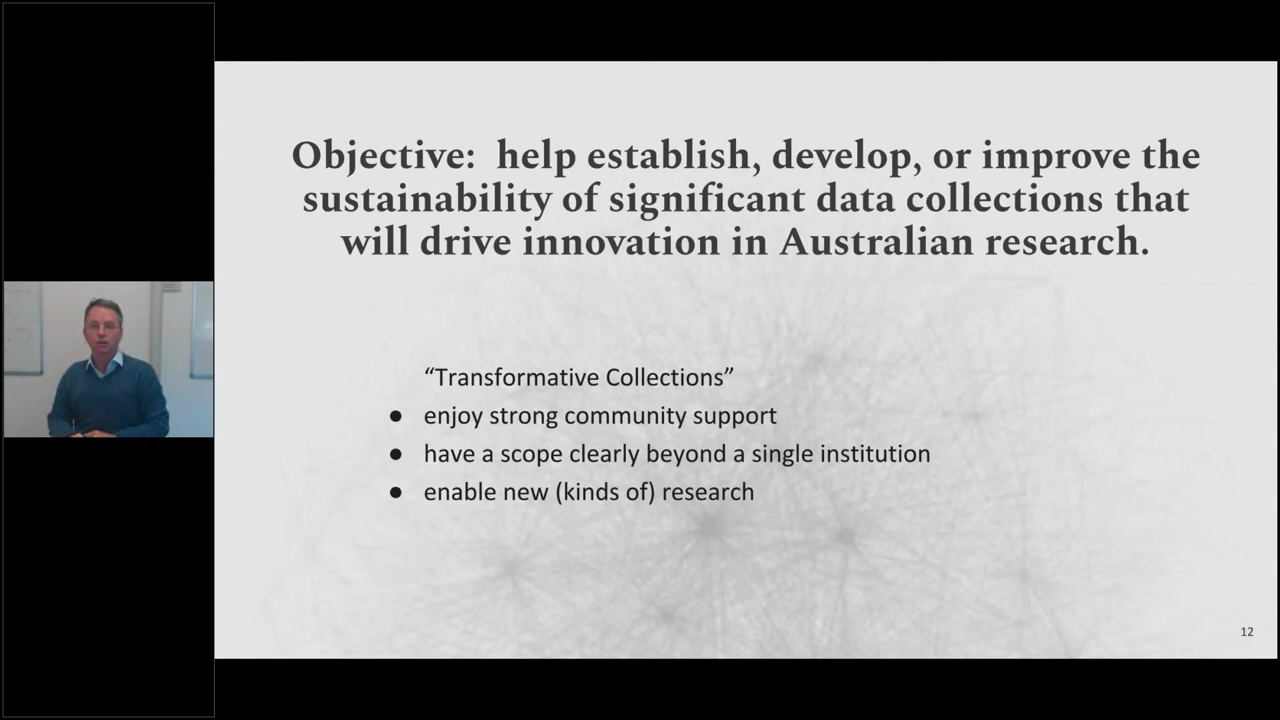 Objective:  help establish, develop, or improve the
sustainability of significant data collections that
will drive innovation in Australian research.
“Transformative Collections”
● enjoy strong community support
● have a scope clearly beyond a single institution
● enable new (kinds of) research
12